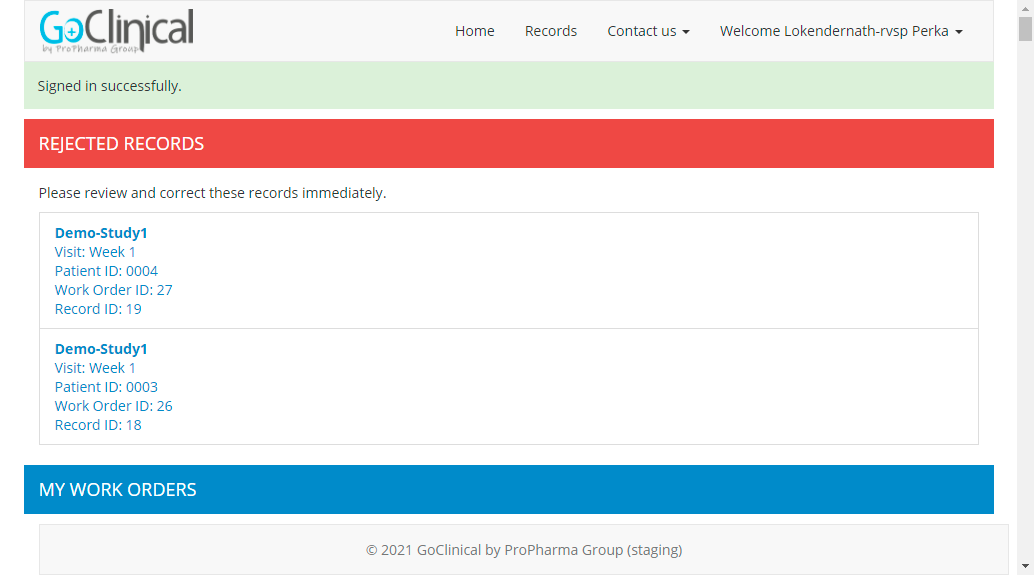 GoClinical
by ProPharma Group
Home Records Contact us Welcome Lokendernath-rvsp Perka
Signed in successfully.
REJECTED RECORDS
Please review and correct these records immediately.
Demo-Study1
Visit: Week 1
Patient ID: 0004
Work Order ID: 27
Record ID: 19
Demo-Study1
Visit: Week 1
Patient ID: 0003
Work Order ID: 26
Record ID: 18
MY WORK ORDERS
© 2021 GoClinical by ProPharma Group (staging)